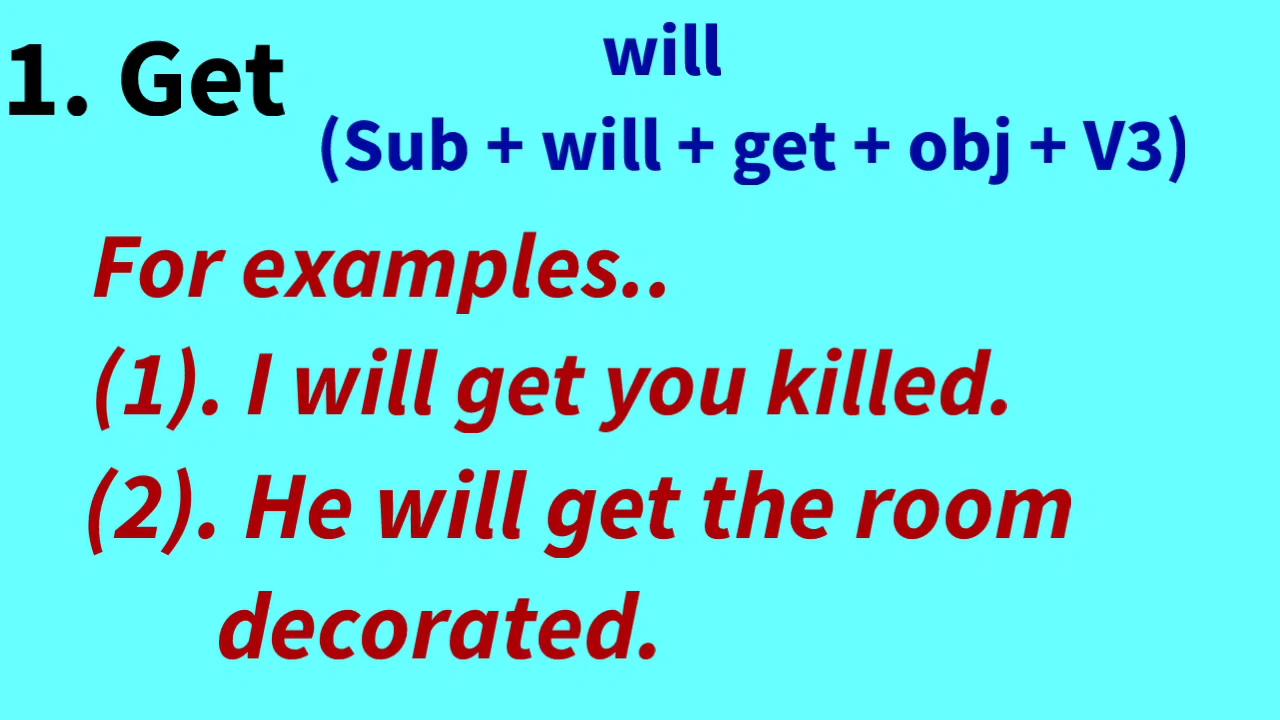 1. Get
will
(Sub + will + get + obj + V3)
For examples..
(1). I will get you killed.
(2). He will get the room
decorated.